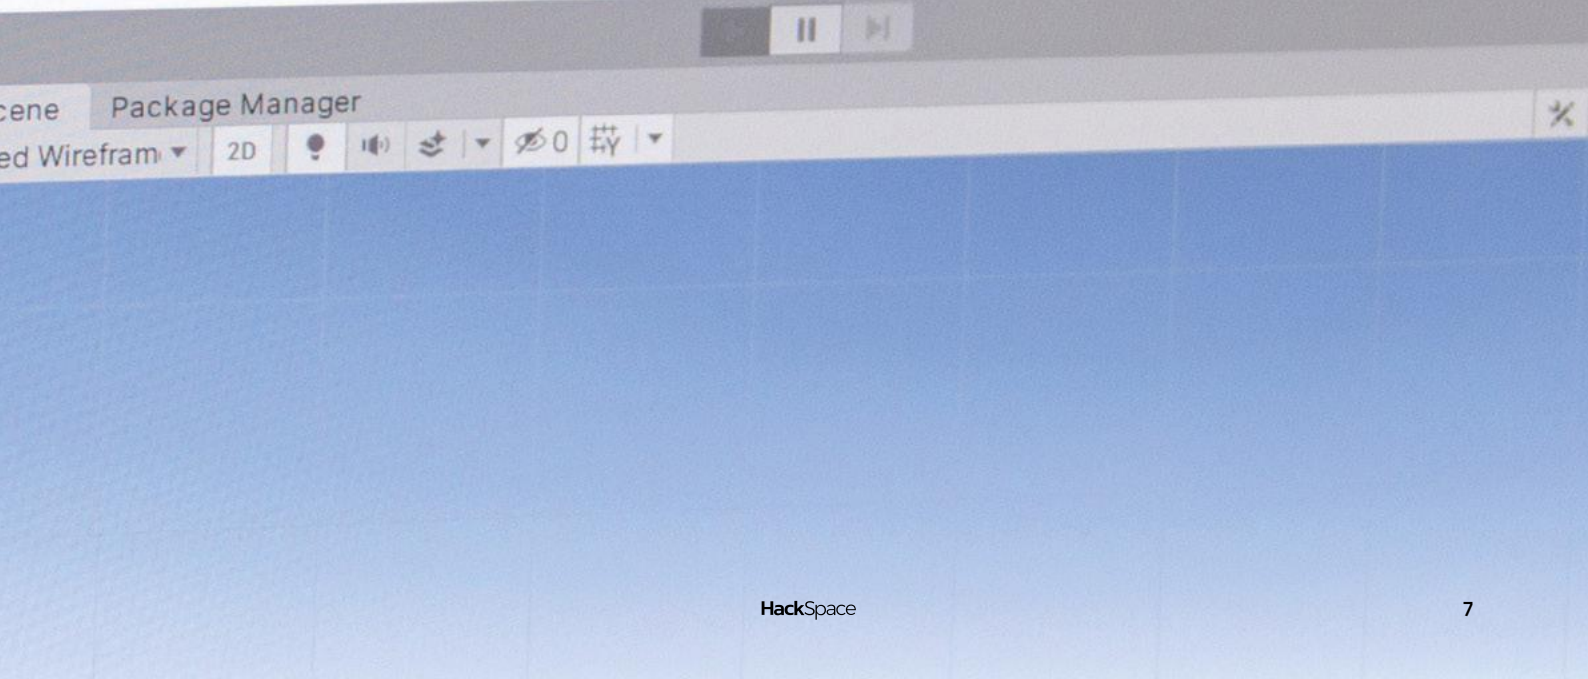 cene
Package Manager
ed Wirefram
2D
0
Y
HackSpace
7